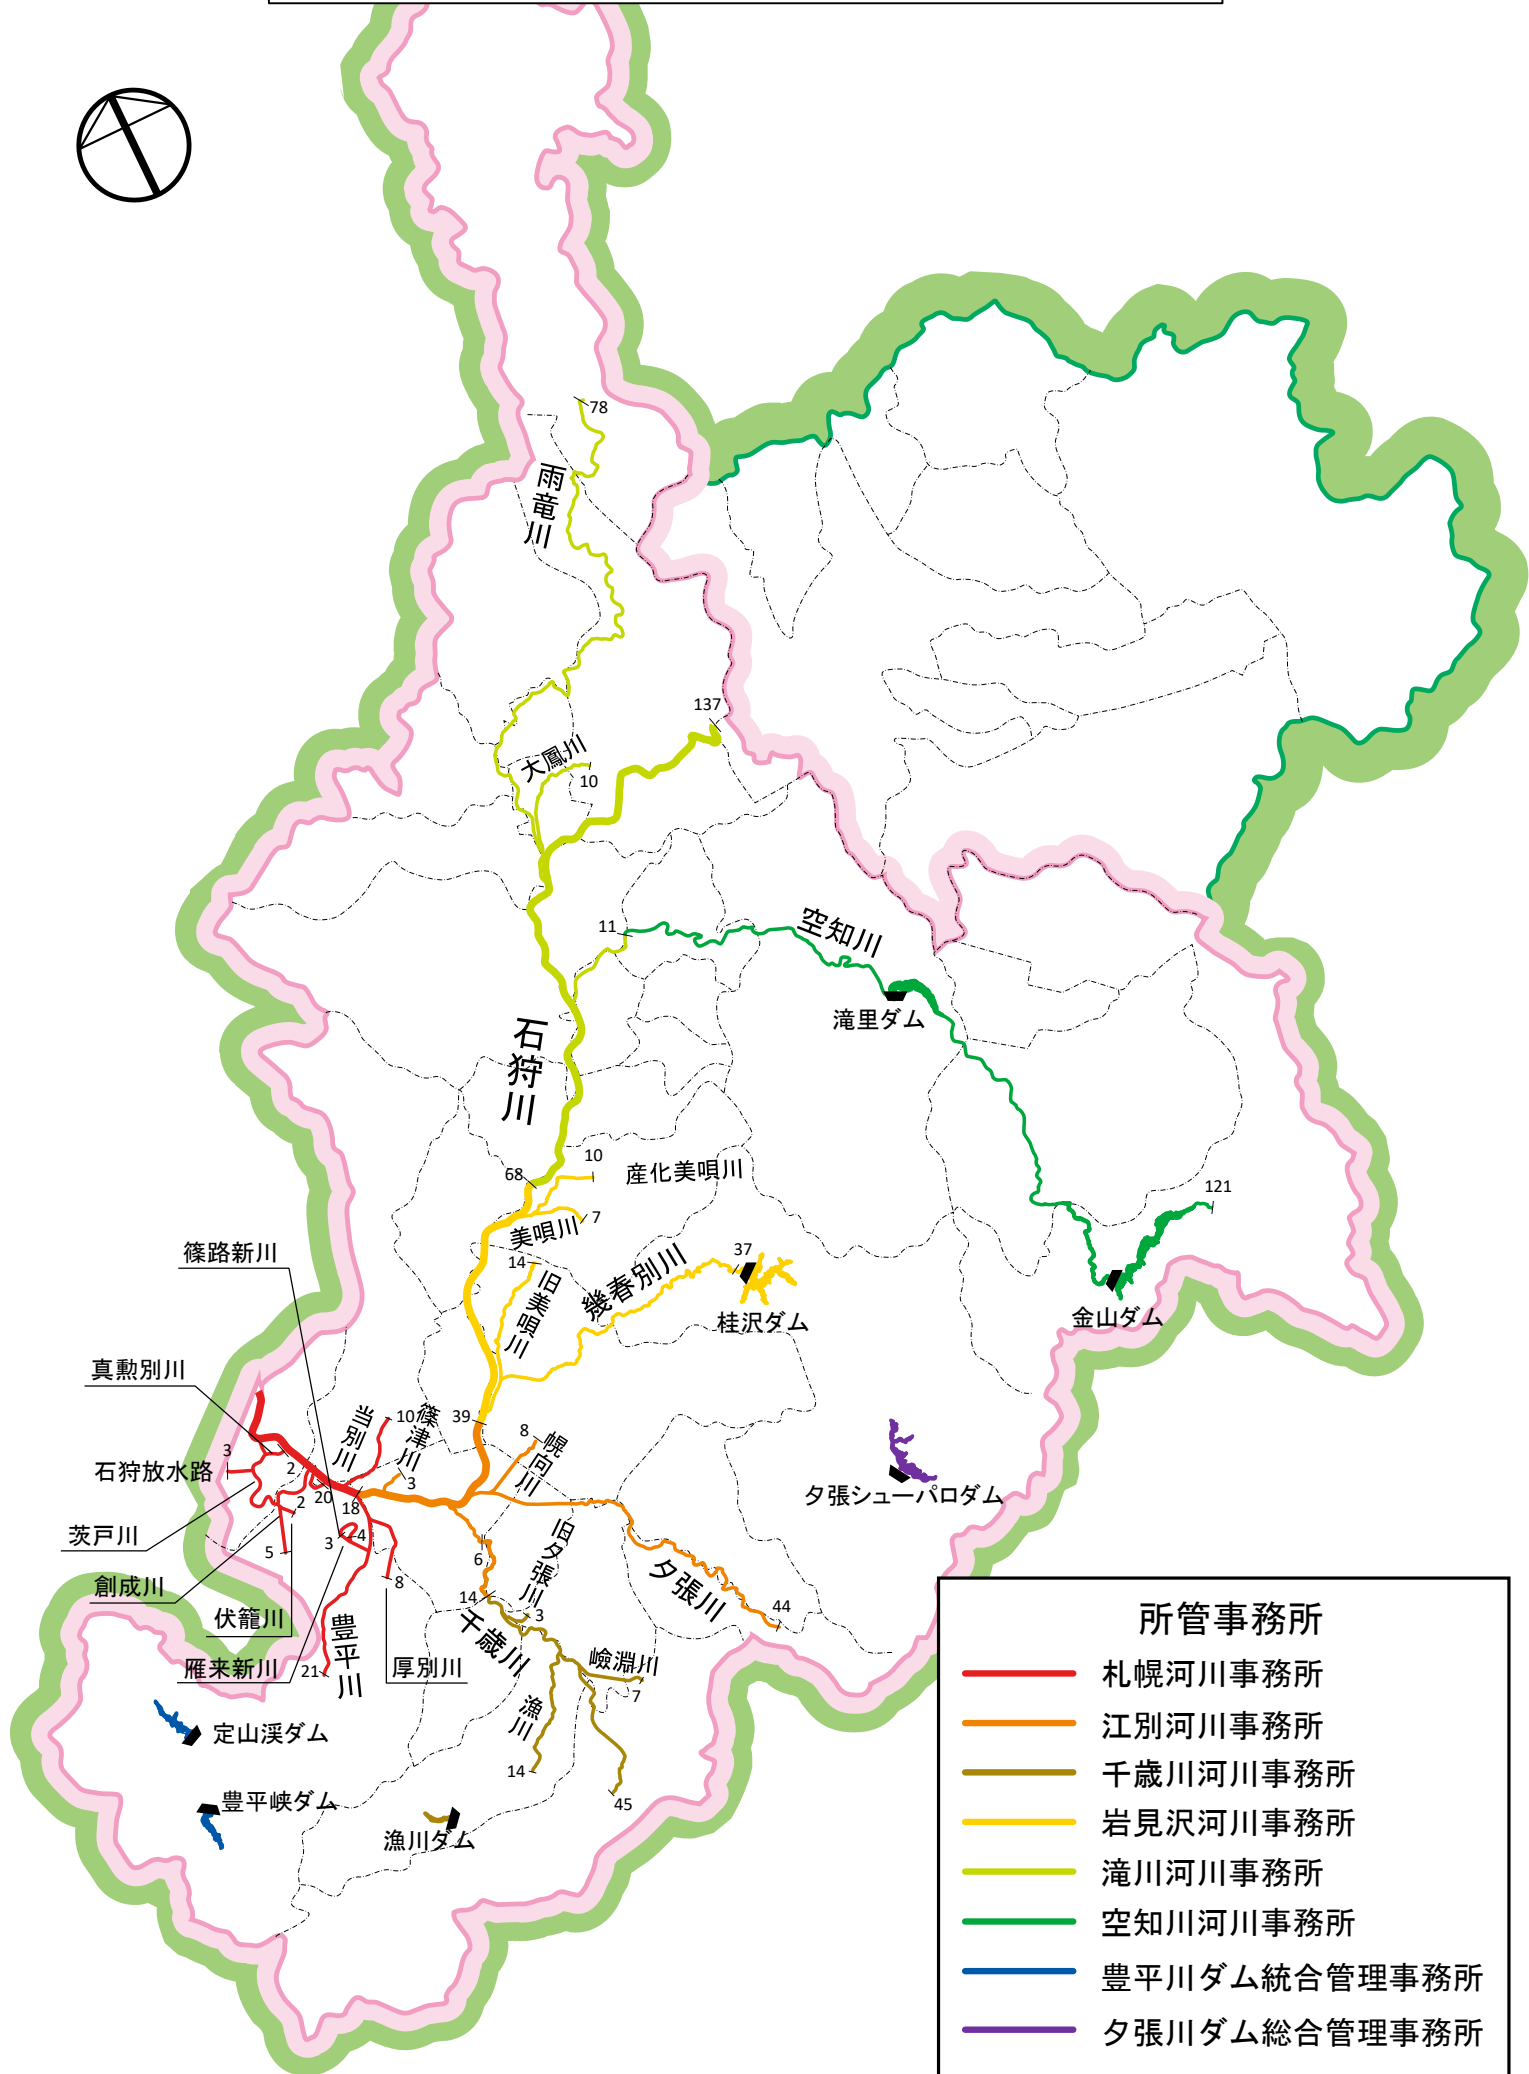 78
雨竜川
137
大鳳川
10
11
空知川
滝里ダム
石狩川
68
10
産化美唄川
7
美唄川
121
篠路新川
14
旧美唄川
幾春別川
37
桂沢ダム
金山ダム
真勲別川
当別川
10
篠津川
39
8
幌向川
3
石狩放水路
2
20
18
3
夕張シューパロダム
茨戸川
2
5
3
4
6
旧夕張川
夕張川
創成川
8
14
3
44
伏籠川
千歳川
豊平川
雁来新川
21
厚別川
嶮淵川
7
漁川
定山渓ダム
14
45
豊平峡ダム
漁川ダム
所管事務所
札幌河川事務所
江別河川事務所
千歳川河川事務所
岩見沢河川事務所
滝川河川事務所
空知川河川事務所
豊平川ダム統合管理事務所
夕張川ダム総合管理事務所